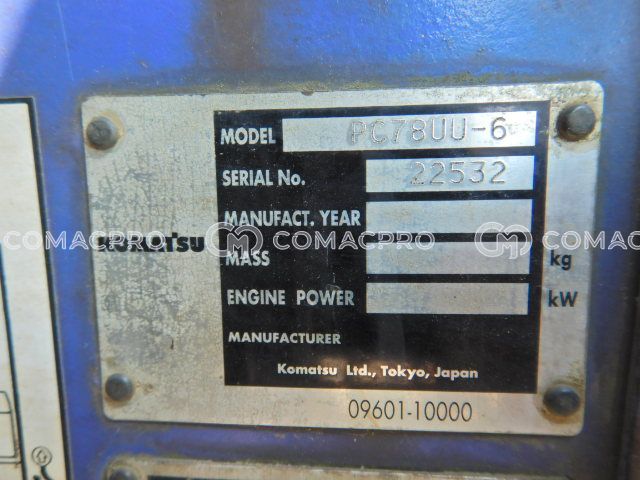 MODEL PC78UU-6
SERIAL No. 22532
MANUFACT. YEAR
COMACPRO COMACPRO COMACPRO
KOMATSU
MASS kg
ENGINE POWER kW
MANUFACTURER
Komatsu Ltd., Tokyo, Japan
09601-10000